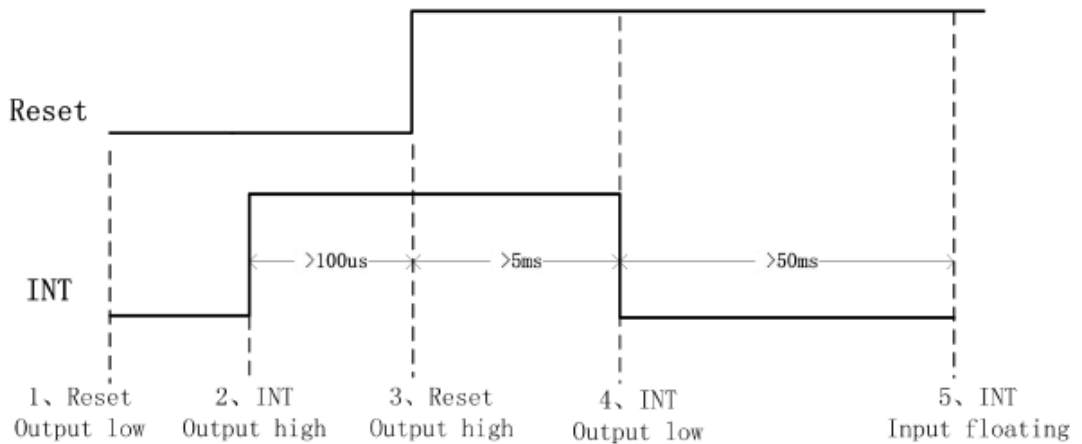 Reset
INT
>100us
>5ms
>50ms
1、Reset
Output low
2、INT
Output high
3、Reset
Output high
4、INT
Output low
5、INT
Input floating